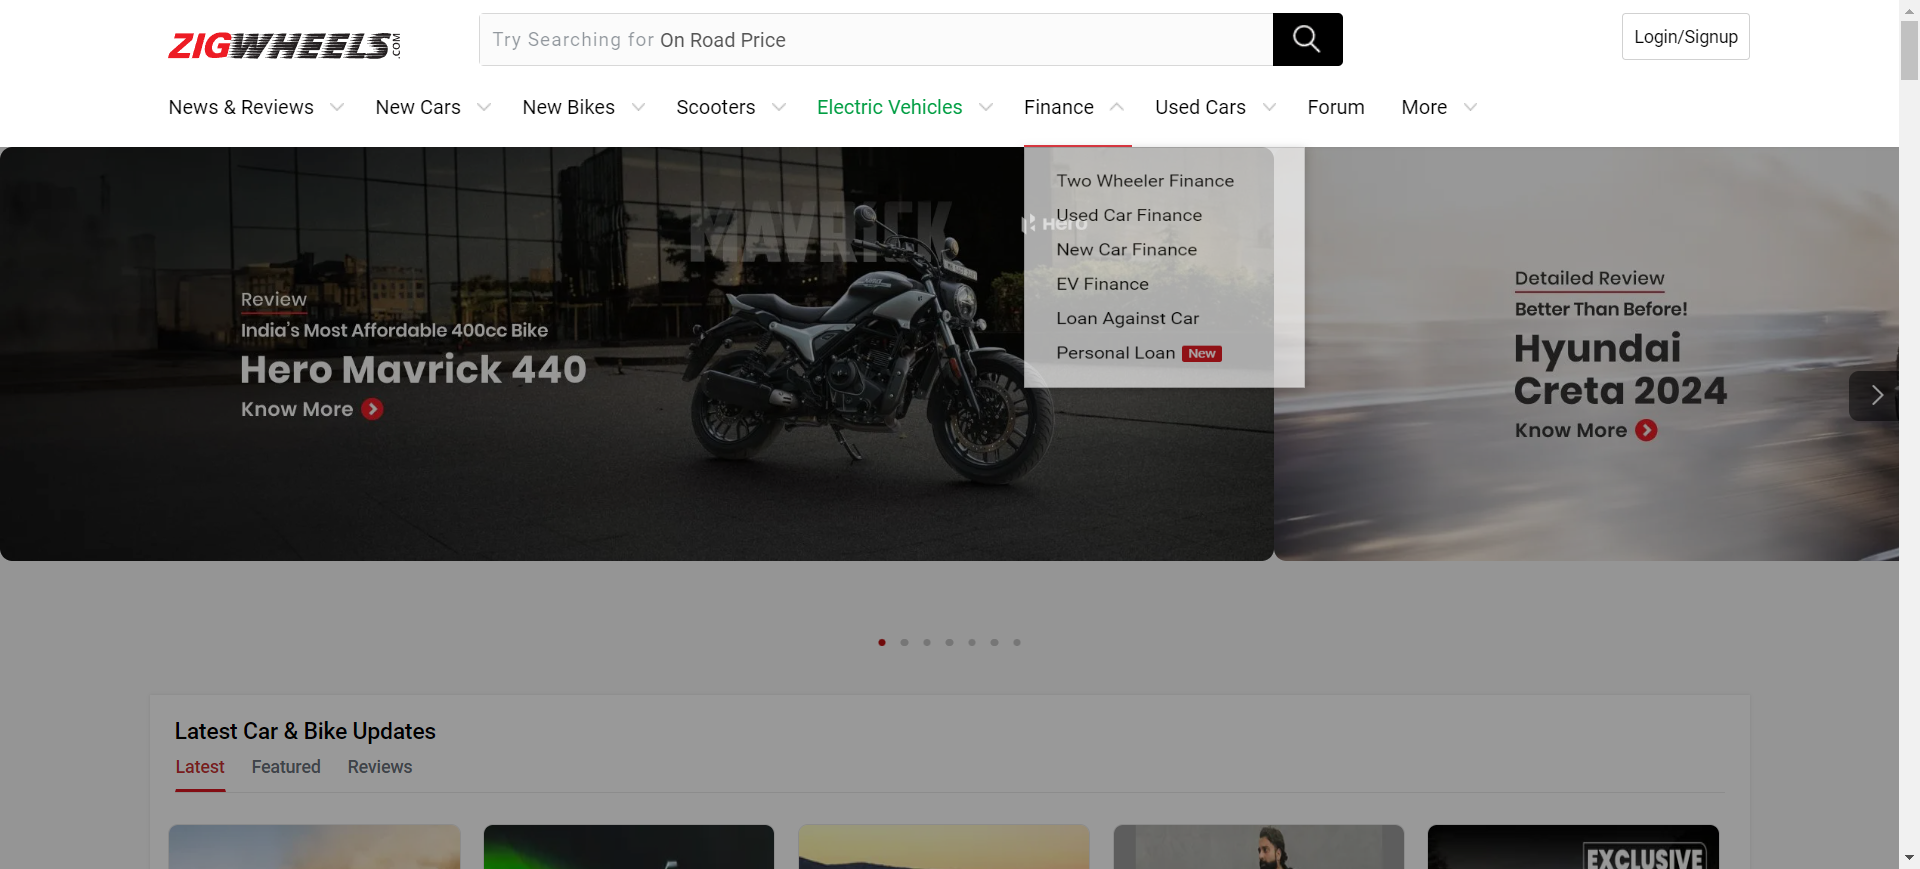 ZIGWHEELS.COM
Try Searching for On Road Price
Login/Signup
News & Reviews
New Cars
New Bikes
Scooters
Electric Vehicles
Finance
Used Cars
Forum
More
MAVRICK
Hero
Review
India's Most Affordable 400cc Bike
Hero Mavrick 440
Know More
Two Wheeler Finance
Used Car Finance
New Car Finance
EV Finance
Loan Against Car
Personal Loan New
Detailed Review
Better Than Before!
Hyundai
Creta 2024
Know More
Latest Car & Bike Updates
Latest
Featured
Reviews
EXCLUSIVE